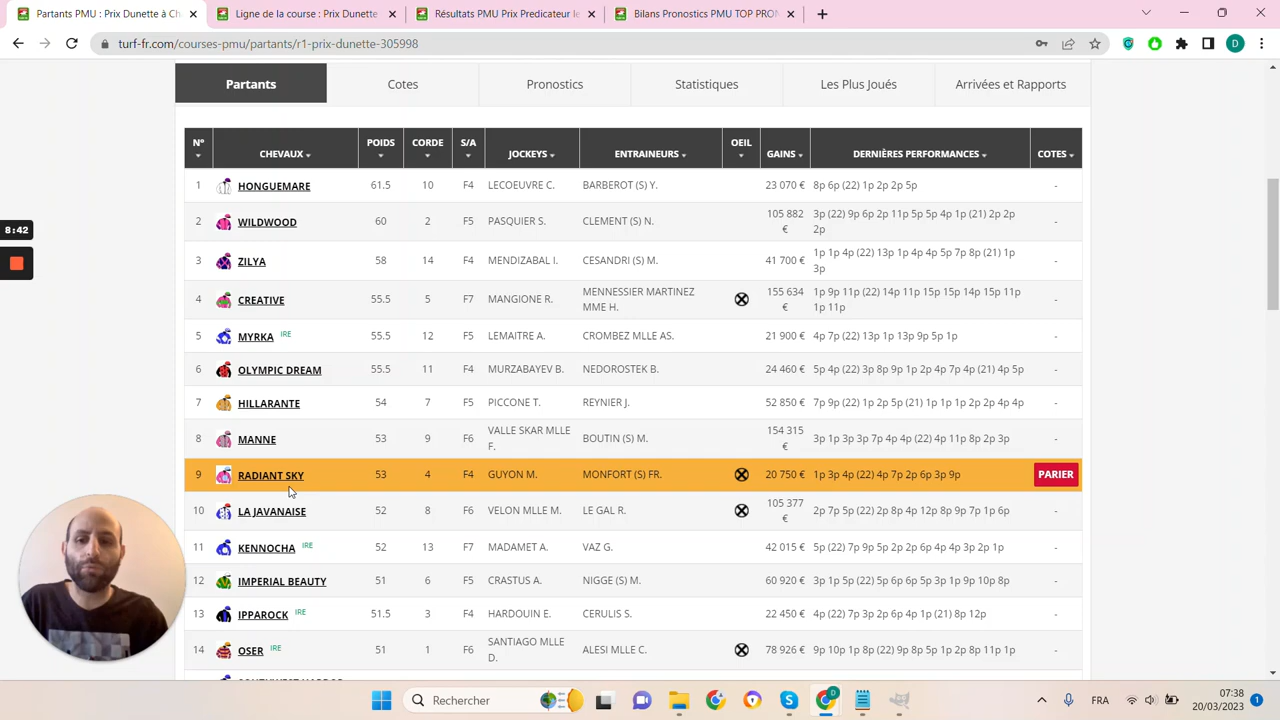 Partants PMU : Prix Dunette à Ch
Ligne de la course : Prix Dunette
Résultats PMU Prix Predicateur le
Bilans Pronostics PMU TOP PRON
turf-fr.com/courses-pmu/partants/r1-prix-dunette-305998
D
Partants Cotes Pronostics Statistiques Les Plus Joués Arrivées et Rapports
N° CHEVAUX POIDS CORDE S/A JOCKEYS ENTRAINEURS OEIL GAINS DERNIÈRES PERFORMANCES COTES
1 HONGUEMARE 61.5 10 F4 LECOEUVRE C. BARBEROT (S) Y. 23 070 € 8p 6p (22) 1p 2p 2p 5p -
2 WILDWOOD 60 2 F5 PASQUIER S. CLEMENT (S) N. 105 882 € 3p (22) 9p 6p 2p 11p 5p 5p 4p 1p (21) 2p 2p 2p -
3 ZILYA 58 14 F4 MENDIZABAL I. CESANDRI (S) M. 41 700 € 1p 1p 4p (22) 13p 1p 4p 4p 5p 7p 8p (21) 1p 3p -
4 CREATIVE 55.5 5 F7 MANGIONE R. MENNESSIER MARTINEZ MME H. 155 634 € 1p 9p 11p (22) 14p 11p 15p 15p 14p 15p 11p 1p 11p -
5 MYRKA IRE 55.5 12 F4 LEMAITRE A. CROMBEZ MLLE AS. 21 900 € 4p 7p (22) 13p 1p 13p 9p 5p 1p -
6 OLYMPIC DREAM 55.5 11 F4 MURZABAYEV B. NEDOROSTEK B. 24 460 € 5p 4p (22) 3p 8p 9p 1p 2p 4p 7p 4p (21) 4p 5p -
7 HILLARANTE 54 7 F5 PICCONE T. REYNIER J. 52 850 € 7p 9p (22) 1p 2p 5p (21) 1p 1p 1p 2p 2p 4p 4p -
8 MANNE 53 9 F6 VALLE SKAR MLLE F. BOUTIN (S) M. 154 315 € 3p 1p 3p 3p 7p 4p 4p (22) 4p 11p 8p 2p 3p -
9 RADIANT SKY 53 4 F4 GUYON M. MONFORT (S) FR. 20 750 € 1p 3p 4p (22) 4p 7p 2p 6p 3p 9p PARIER
10 LA JAVANAISE 52 8 F6 VELON MLLE M. LE GAL R. 105 377 € 2p 7p 5p (22) 2p 8p 4p 12p 8p 9p 7p 1p 6p -
11 KENNOCHA IRE 52 13 F7 MADAMET A. VAZ G. 42 015 € 5p (22) 7p 9p 5p 2p 2p 6p 4p 4p 3p 2p 1p -
12 IMPERIAL BEAUTY 51 6 F5 CRASTUS A. NIGGE (S) M. 60 920 € 3p 1p 5p (22) 5p 6p 6p 5p 3p 1p 9p 10p 8p -
13 IPPAROCK IRE 51.5 3 F4 HARDOUIN E. CERULIS S. 22 450 € 4p (22) 7p 3p 2p 6p 4p 1p (21) 8p 12p -
14 OSER IRE 51 1 F6 SANTIAGO MLLE D. ALESI MLLE C. 78 926 € 9p 10p 1p 8p (22) 9p 8p 5p 1p 2p 8p 11p 1p -
8:42
Rechercher
D
FRA
07:38
20/03/2023
1